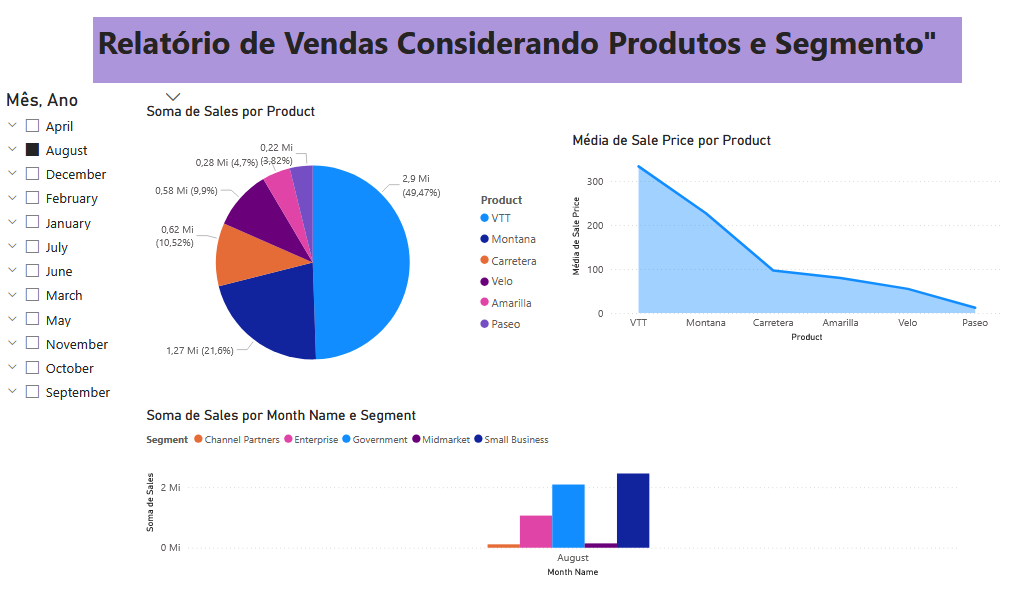 Relatório de Vendas Considerando Produtos e Segmento"
Mês, Ano
April
August
December
February
January
July
June
March
May
November
October
September
Soma de Sales por Product
0,22 Mi
(3,82%)
0,28 Mi (4,7%)
0,58 Mi (9,9%)
0,62 Mi
(10,52%)
1,27 Mi (21,6%)
2,9 Mi
(49,47%)
Product
VTT
Montana
Carretera
Velo
Amarilla
Paseo
Média de Sale Price por Product
Média de Sale Price
300
200
100
0
VTT Montana Carretera Amarilla Velo Paseo
Product
Soma de Sales por Month Name e Segment
Segment Channel Partners Enterprise Government Midmarket Small Business
Soma de Sales
2 Mi
0 Mi
August
Month Name